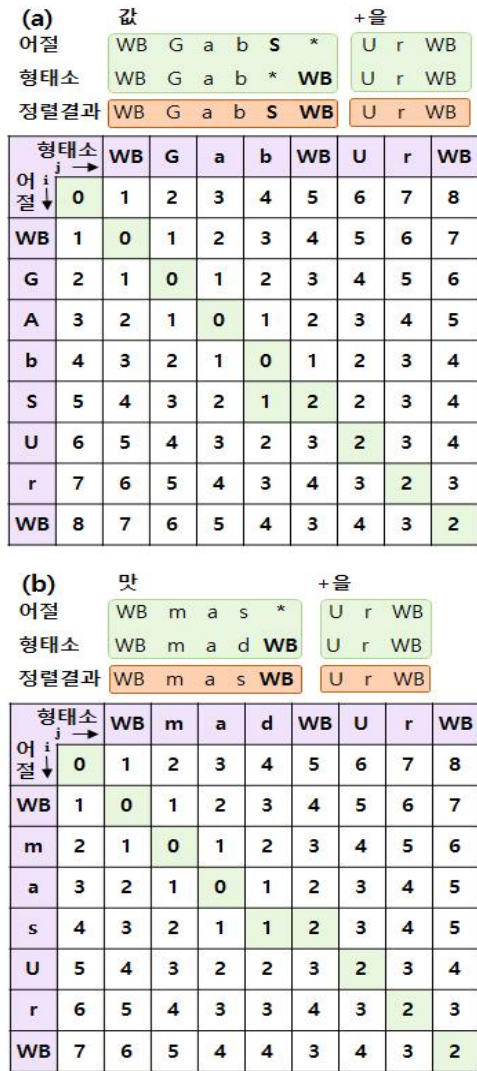 (a) 값 +을
어절 WB G a b S * U r WB
형태소 WB G a b * WB U r WB
정렬결과 WB G a b S WB U r WB
형태소 WB G a b WB U r WB
j →
어 i
절 ↓ 0 1 2 3 4 5 6 7 8
WB 1 0 1 2 3 4 5 6 7
G 2 1 0 1 2 3 4 5 6
A 3 2 1 0 1 2 3 4 5
b 4 3 2 1 0 1 2 3 4
S 5 4 3 2 1 2 2 3 4
U 6 5 4 3 2 3 2 3 4
r 7 6 5 4 3 4 3 2 3
WB 8 7 6 5 4 3 4 3 2
(b) 맛 +을
어절 WB m a s * U r WB
형태소 WB m a d WB U r WB
정렬결과 WB m a s WB U r WB
형태소 WB m a d WB U r WB
j →
어 i
절 ↓ 0 1 2 3 4 5 6 7 8
WB 1 0 1 2 3 4 5 6 7
m 2 1 0 1 2 3 4 5 6
a 3 2 1 0 1 2 3 4 5
s 4 3 2 1 1 2 3 4 5
U 5 4 3 2 2 3 2 3 4
r 6 5 4 3 3 4 3 2 3
WB 7 6 5 4 4 3 4 3 2